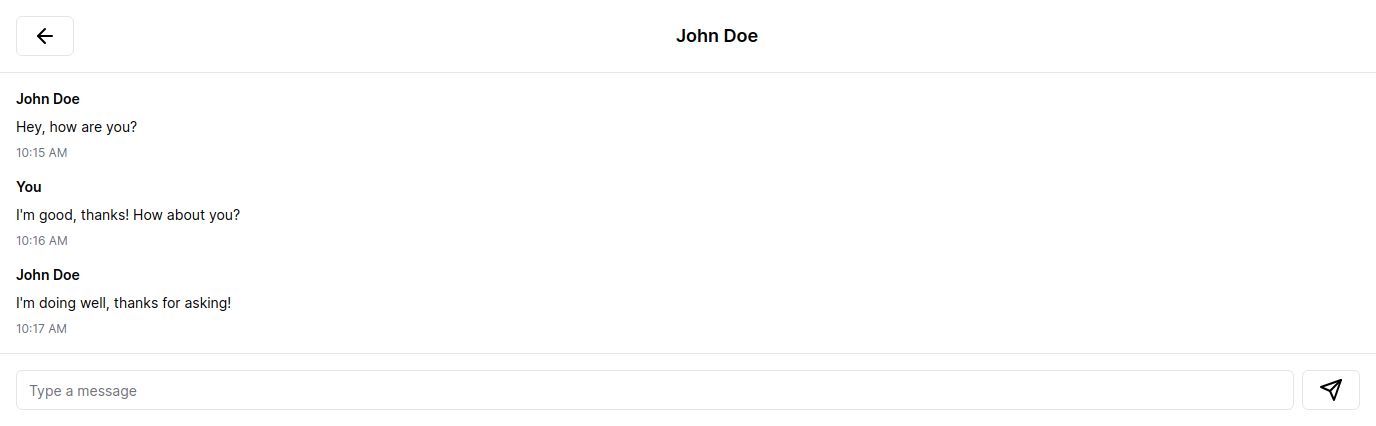 John Doe
John Doe
Hey, how are you?
10:15 AM
You
I'm good, thanks! How about you?
10:16 AM
John Doe
I'm doing well, thanks for asking!
10:17 AM
Type a message